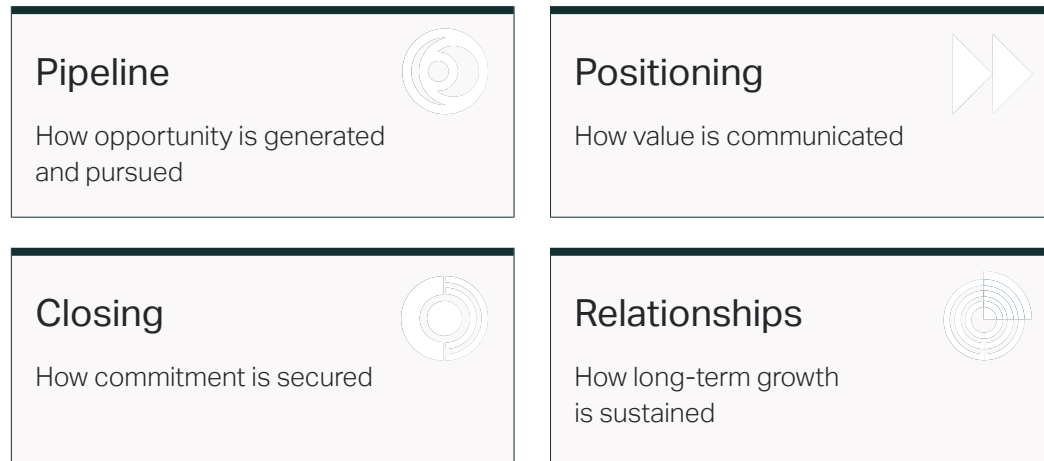 Pipeline
How opportunity is generated
and pursued
Positioning
How value is communicated
Closing
How commitment is secured
Relationships
How long-term growth
is sustained